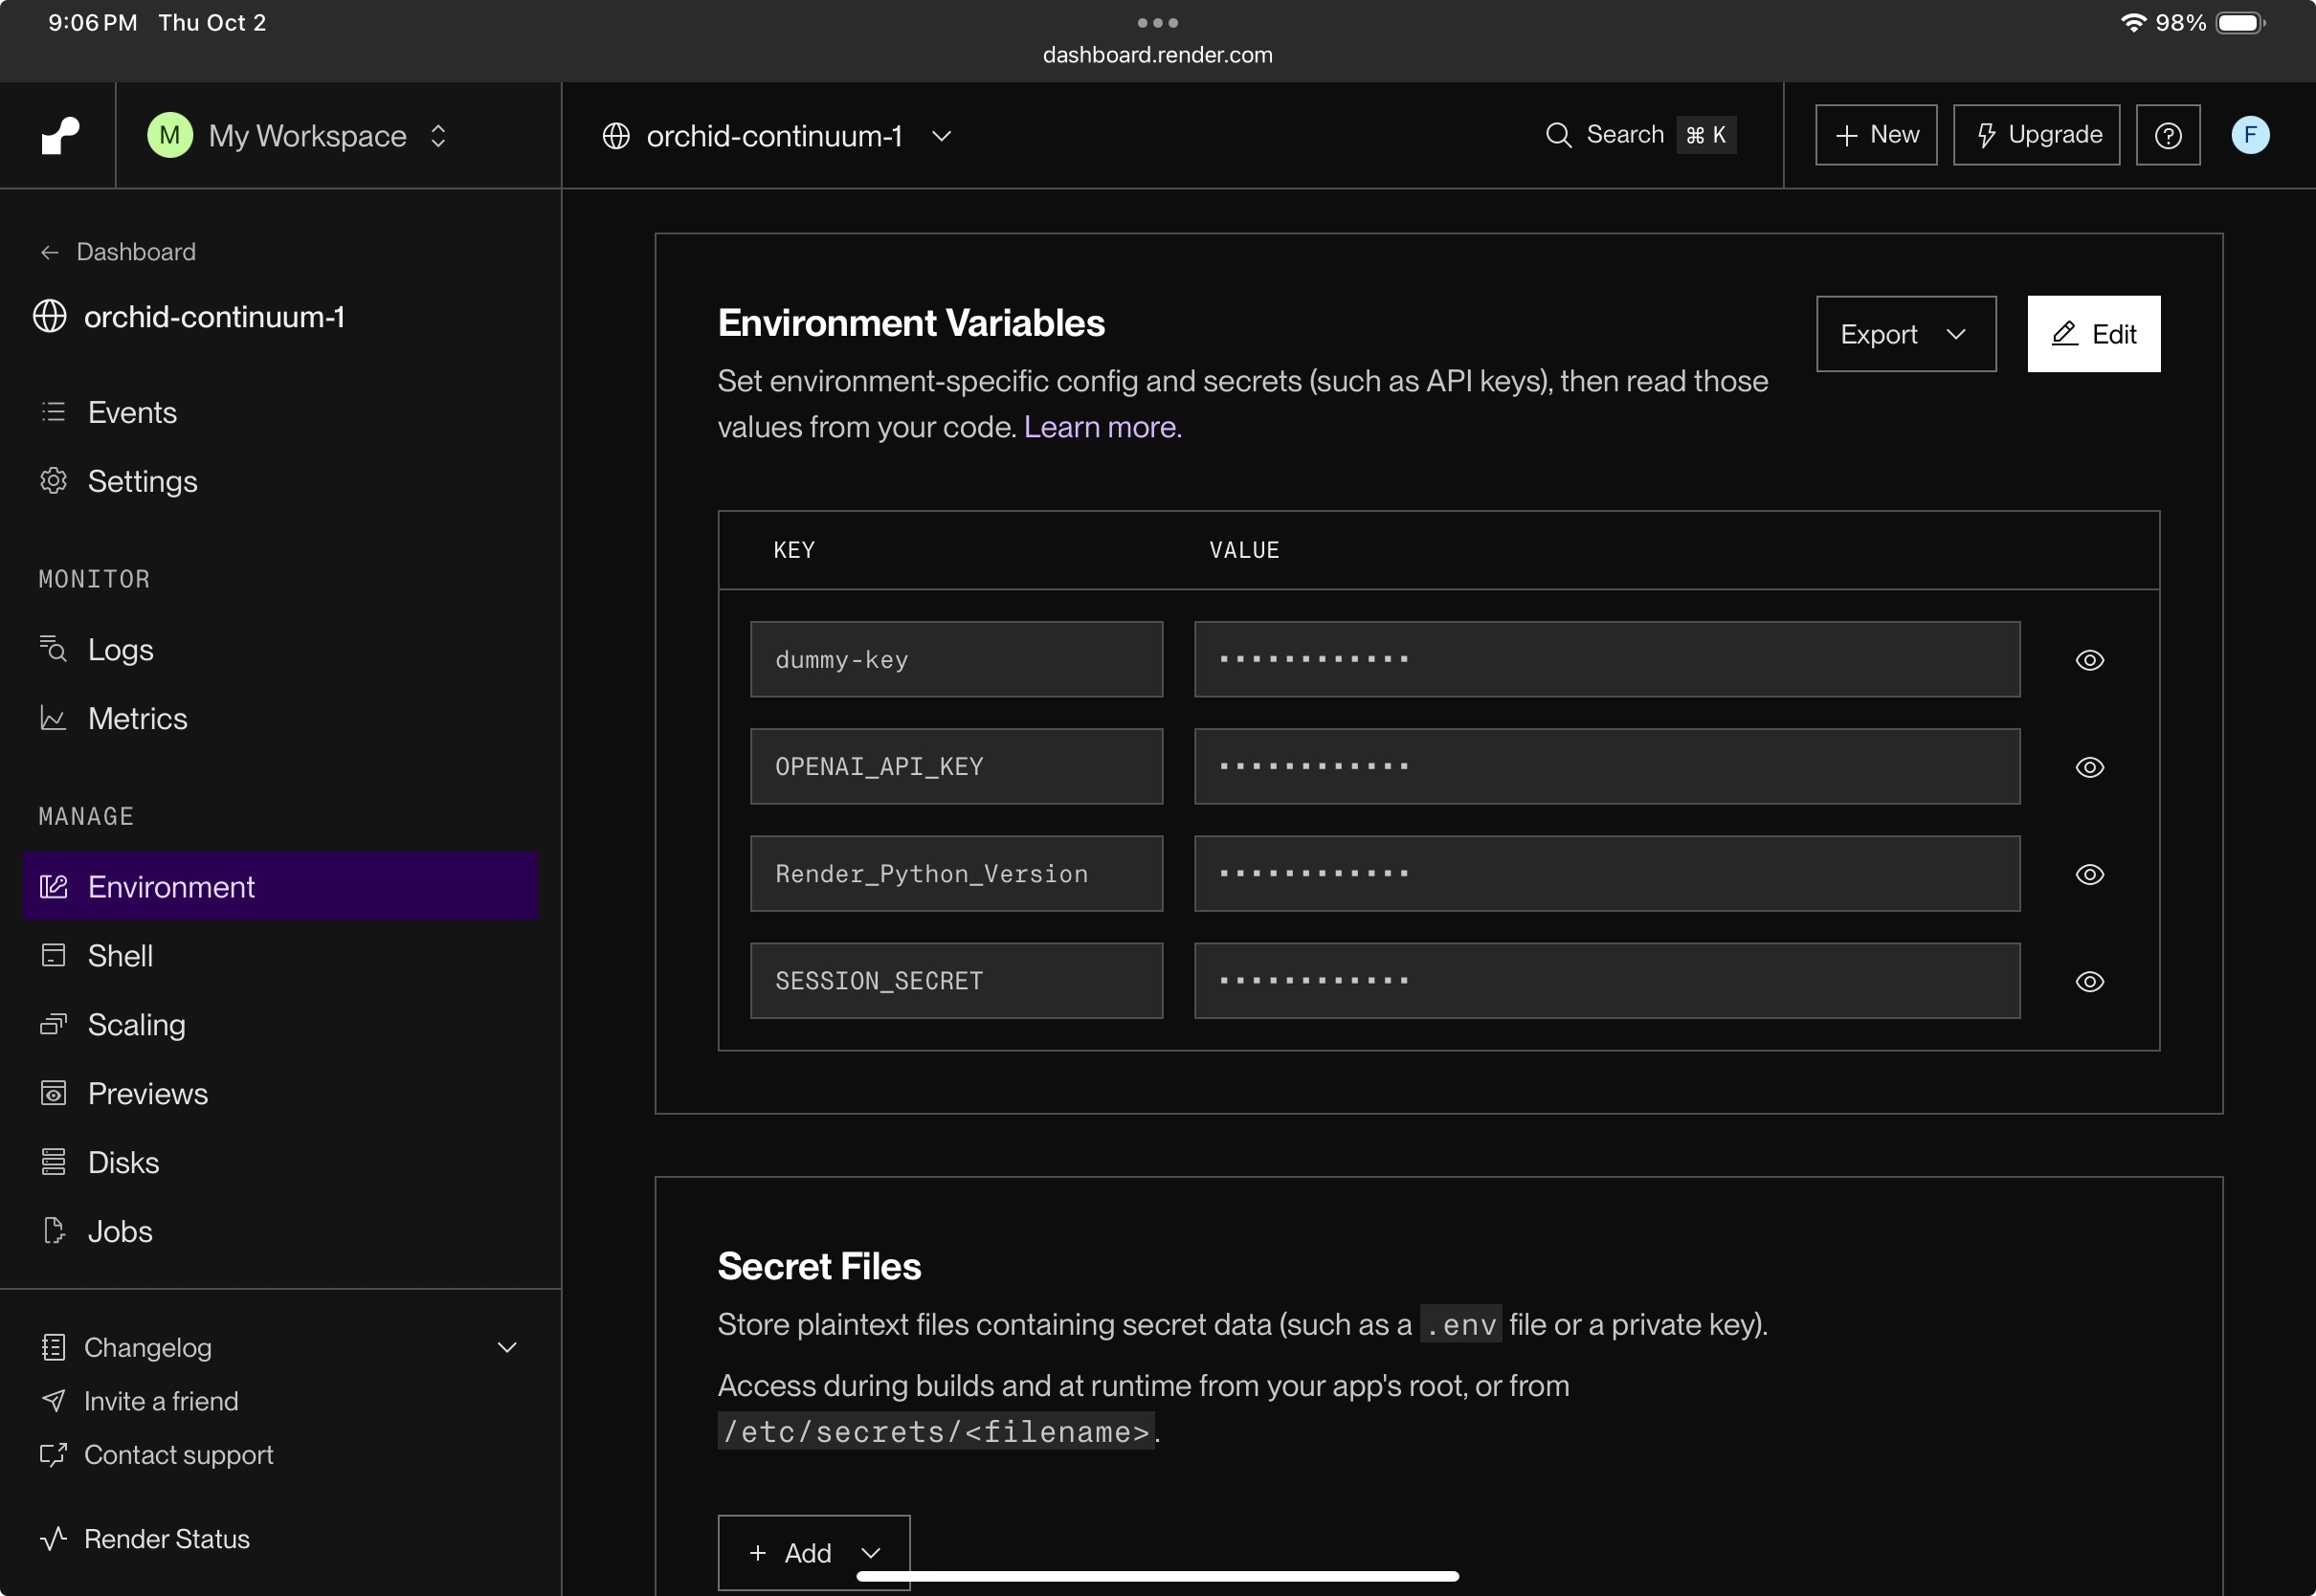 9:06 PM Thu Oct 2
98%
dashboard.render.com
M My Workspace
orchid-continuum-1
Search ⌘ K
+ New
Upgrade
?
F
← Dashboard
orchid-continuum-1
Events
Settings
MONITOR
Logs
Metrics
MANAGE
Environment
Shell
Scaling
Previews
Disks
Jobs
Changelog
Invite a friend
Contact support
Render Status
Environment Variables
Export
Edit
Set environment-specific config and secrets (such as API keys), then read those
values from your code. Learn more.
KEY VALUE
dummy-key ············
OPENAI_API_KEY ············
Render_Python_Version ············
SESSION_SECRET ············
Secret Files
Store plaintext files containing secret data (such as a .env file or a private key).
Access during builds and at runtime from your app's root, or from
/etc/secrets/<filename>.
+ Add